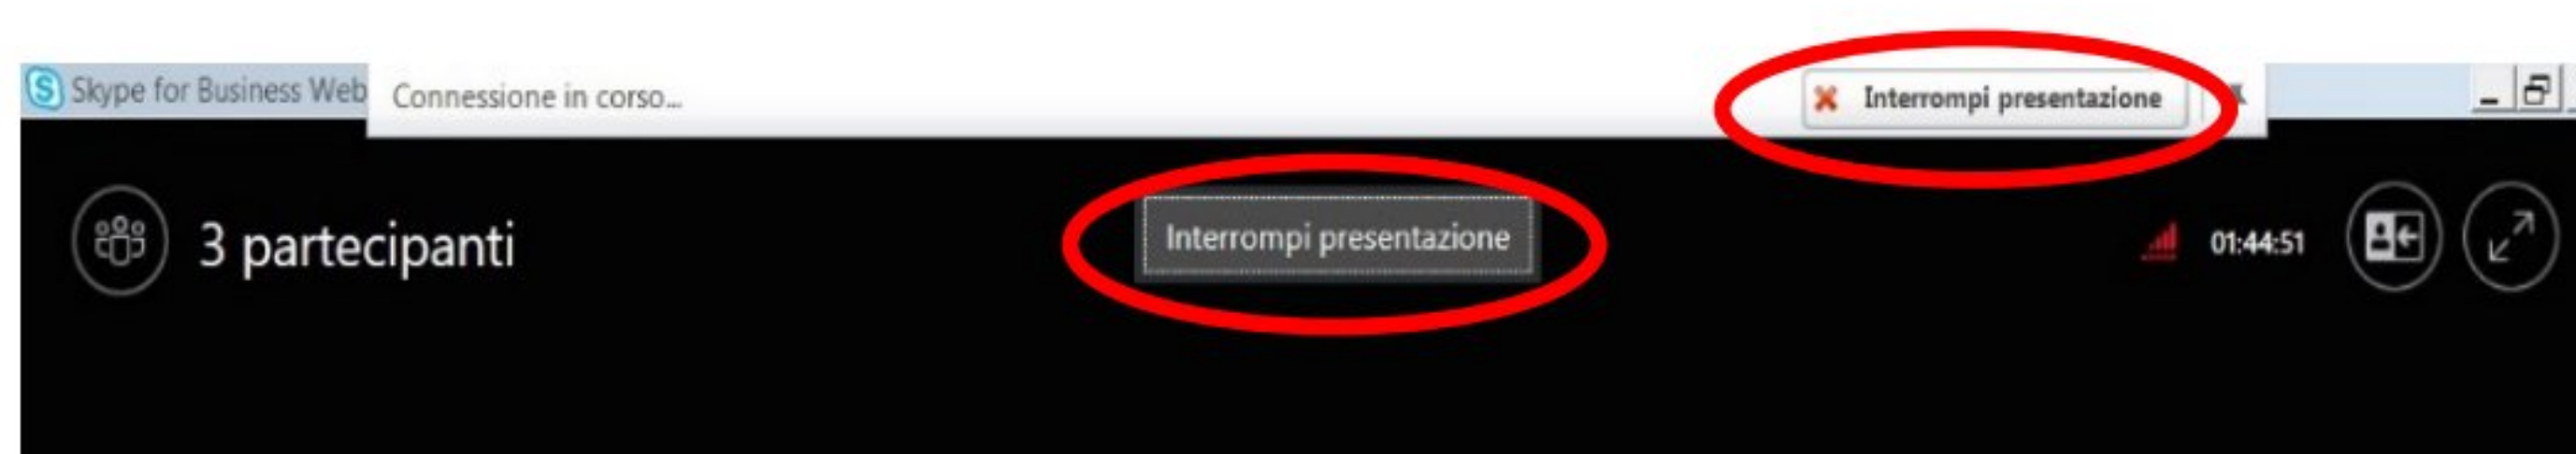 Skype for Business Web
Connessione in corso...
Interrompi presentazione
3 partecipanti
Interrompi presentazione
01:44:51